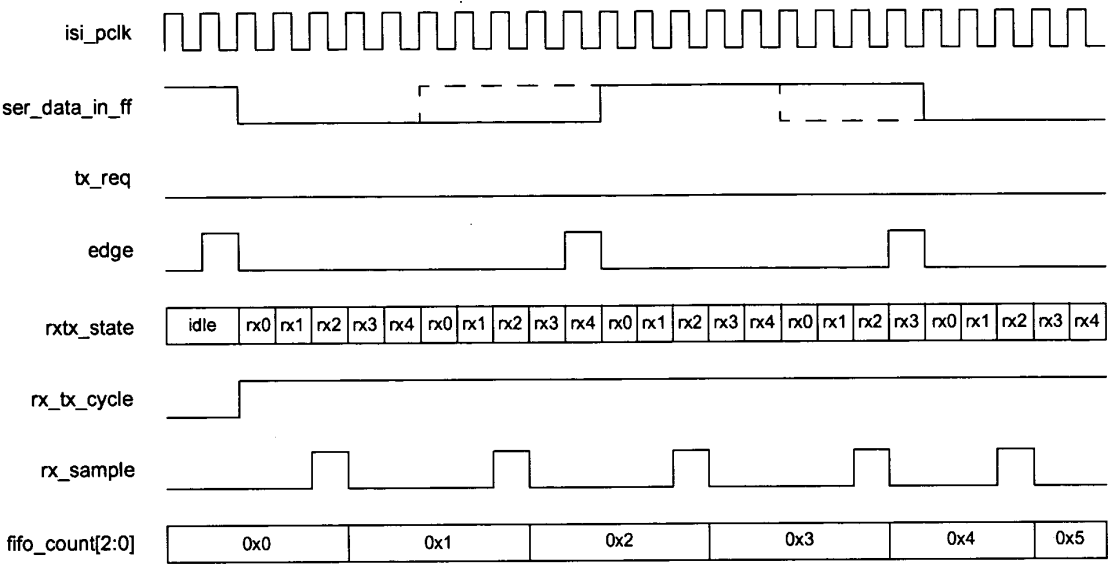 isi_pclk
ser_data_in_ff
tx_req
edge
rxtx_state idle rx0 rx1 rx2 rx3 rx4 rx0 rx1 rx2 rx3 rx4 rx0 rx1 rx2 rx3 rx4 rx0 rx1 rx2 rx3 rx0 rx1 rx2 rx3 rx4
rx_tx_cycle
rx_sample
fifo_count[2:0] 0x0 0x1 0x2 0x3 0x4 0x5